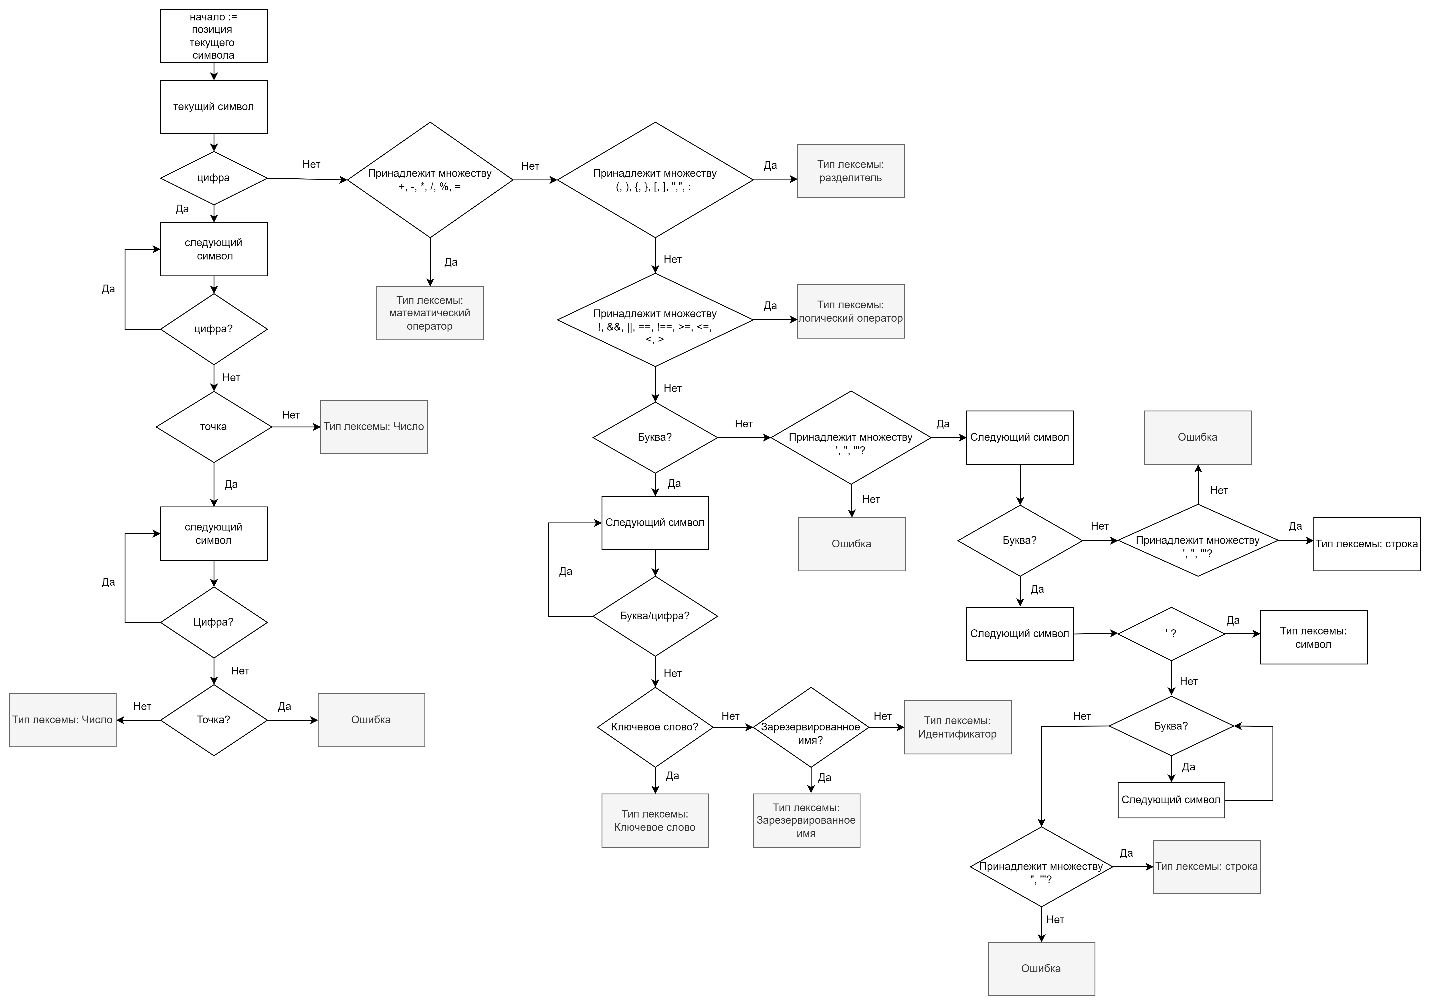 начало :=
позиция
текущего
символа
текущий символ
цифра
Нет
Принадлежит множеству
+, -, *, /, %, =
Нет
Принадлежит множеству
(, ), {, }, [, ], ",", :
Да
Тип лексемы:
разделитель
Да
следующий
символ
Да
цифра?
Да
Тип лексемы:
математический
оператор
Нет
Принадлежит множеству
!, &&, ||, ==, !==, >=, <=,
<, >
Да
Тип лексемы:
логический оператор
Нет
точка
Нет
Тип лексемы: Число
Нет
Буква?
Нет
Принадлежит множеству
', ", '"?
Да
Следующий символ
Ошибка
Да
следующий
символ
Да
Цифра?
Да
Следующий символ
Да
Буква/цифра?
Нет
Ошибка
Буква?
Нет
Принадлежит множеству
', ", '"?
Нет
Да
Тип лексемы: строка
Да
Следующий символ
' ?
Да
Тип лексемы:
символ
Нет
Точка?
Нет
Тип лексемы: Число
Да
Ошибка
Нет
Ключевое слово?
Нет
Зарезервированное
имя?
Нет
Тип лексемы:
Идентификатор
Да
Тип лексемы:
Ключевое слово
Да
Тип лексемы:
Зарезервированное
имя
Нет
Буква?
Нет
Да
Следующий символ
Принадлежит множеству
", '"?
Да
Тип лексемы: строка
Нет
Ошибка